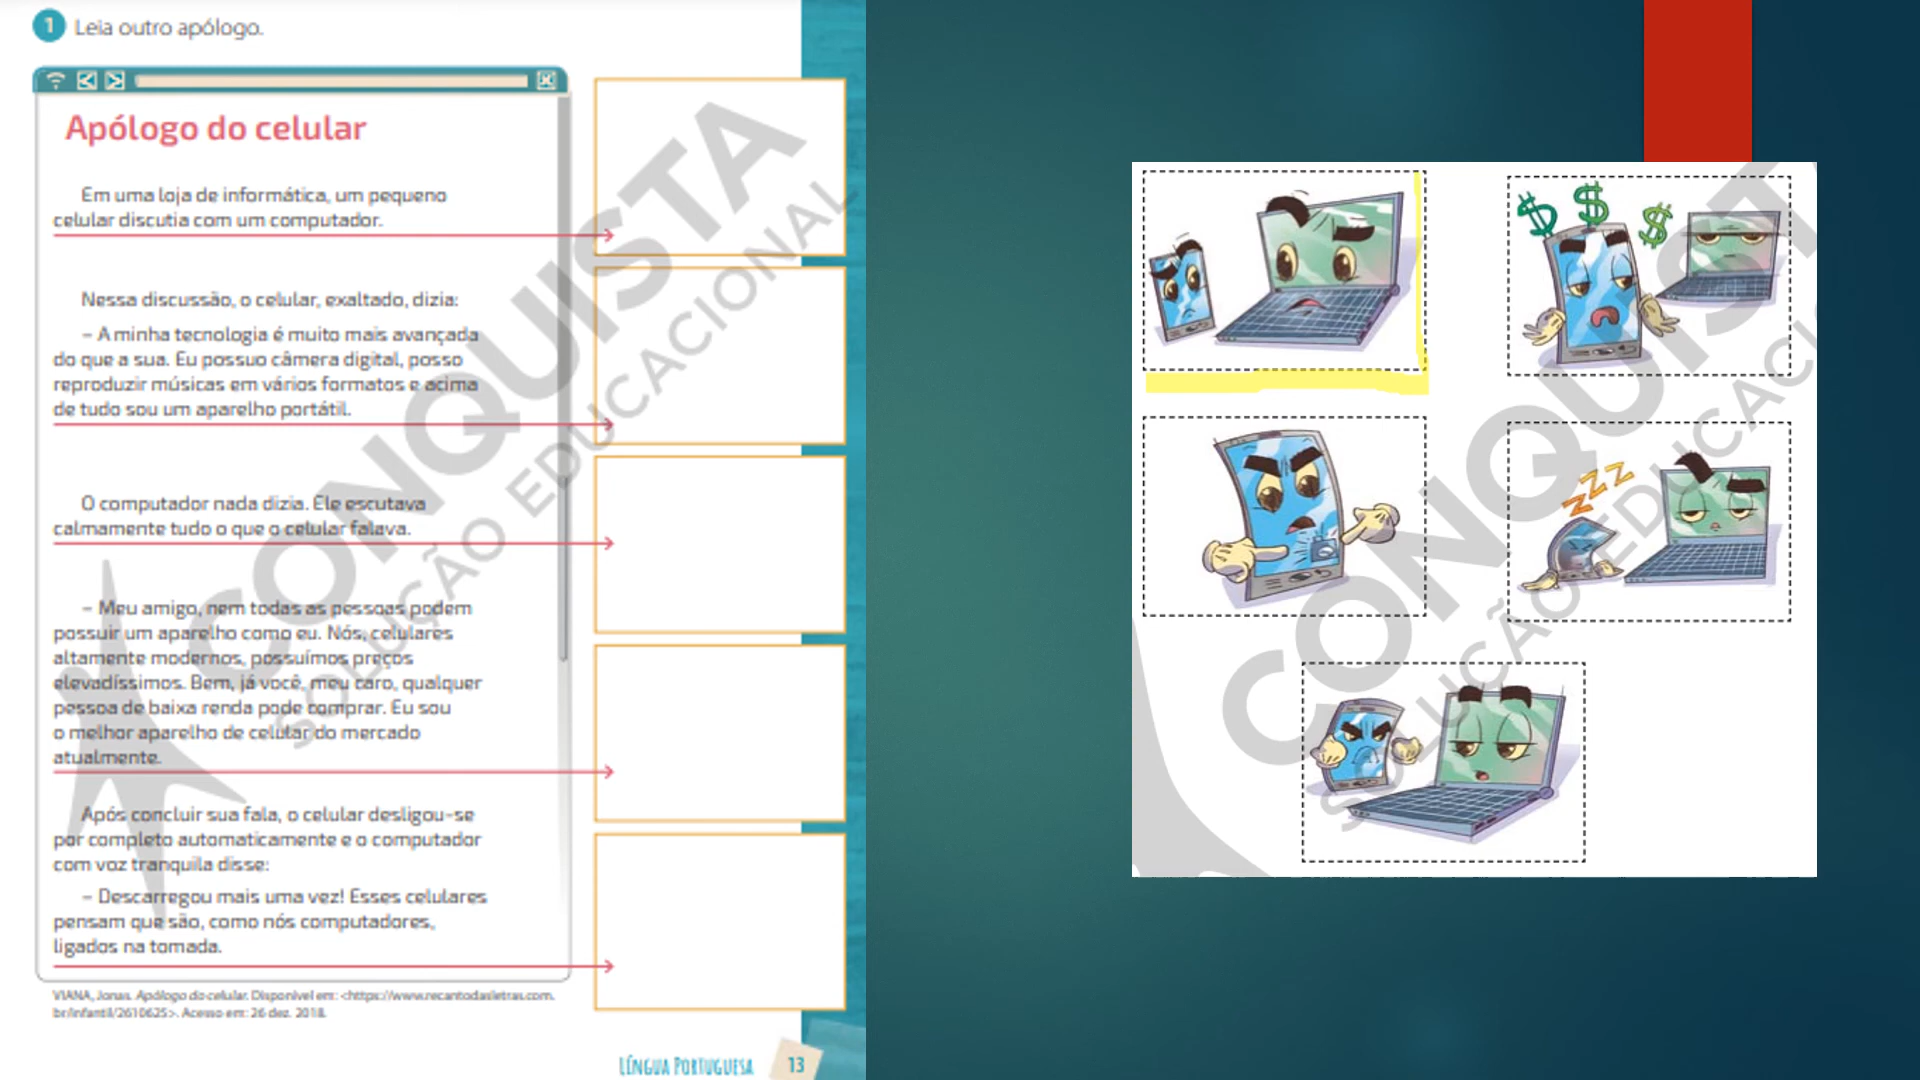 1 Leia outro apólogo.
Apólogo do celular
Em uma loja de informática, um pequeno
celular discutia com um computador.
Nessa discussão, o celular, exaltado, dizia:
– A minha tecnologia é muito mais avançada
do que a sua. Eu possuo câmera digital, posso
reproduzir músicas em vários formatos e acima
de tudo sou um aparelho portátil.
O computador nada dizia. Ele escutava
calmamente tudo o que o celular falava.
– Meu amigo, nem todas as pessoas podem
possuir um aparelho como eu. Nós, celulares
altamente modernos, possuímos preços
elevadíssimos. Bem, já você, meu caro, qualquer
pessoa de baixa renda pode comprar. Eu sou
o melhor aparelho de celular do mercado
atualmente.
Após concluir sua fala, o celular desligou-se
por completo automaticamente e o computador
com voz tranquila disse:
– Descarregou mais uma vez! Esses celulares
pensam que são, como nós computadores,
ligados na tomada.
VIANA, Jonas. Apólogo do celular. Disponível em: <https://www.recantodasletras.com.
br/infantil/2610625>. Acesso em: 26 dez. 2018.
LÍNGUA PORTUGUESA 13
CONQUISTA
SOLUÇÃO EDUCACIONAL
$ $ $
ZZZ
CONQUIST
SOLUÇÃO EDUCACI